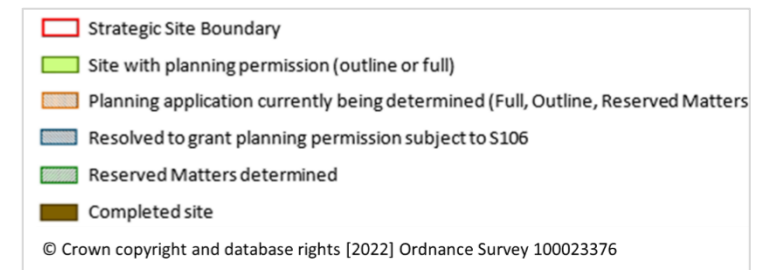 Strategic Site Boundary
Site with planning permission (outline or full)
Planning application currently being determined (Full, Outline, Reserved Matters
Resolved to grant planning permission subject to S106
Reserved Matters determined
Completed site
© Crown copyright and database rights [2022] Ordnance Survey 100023376